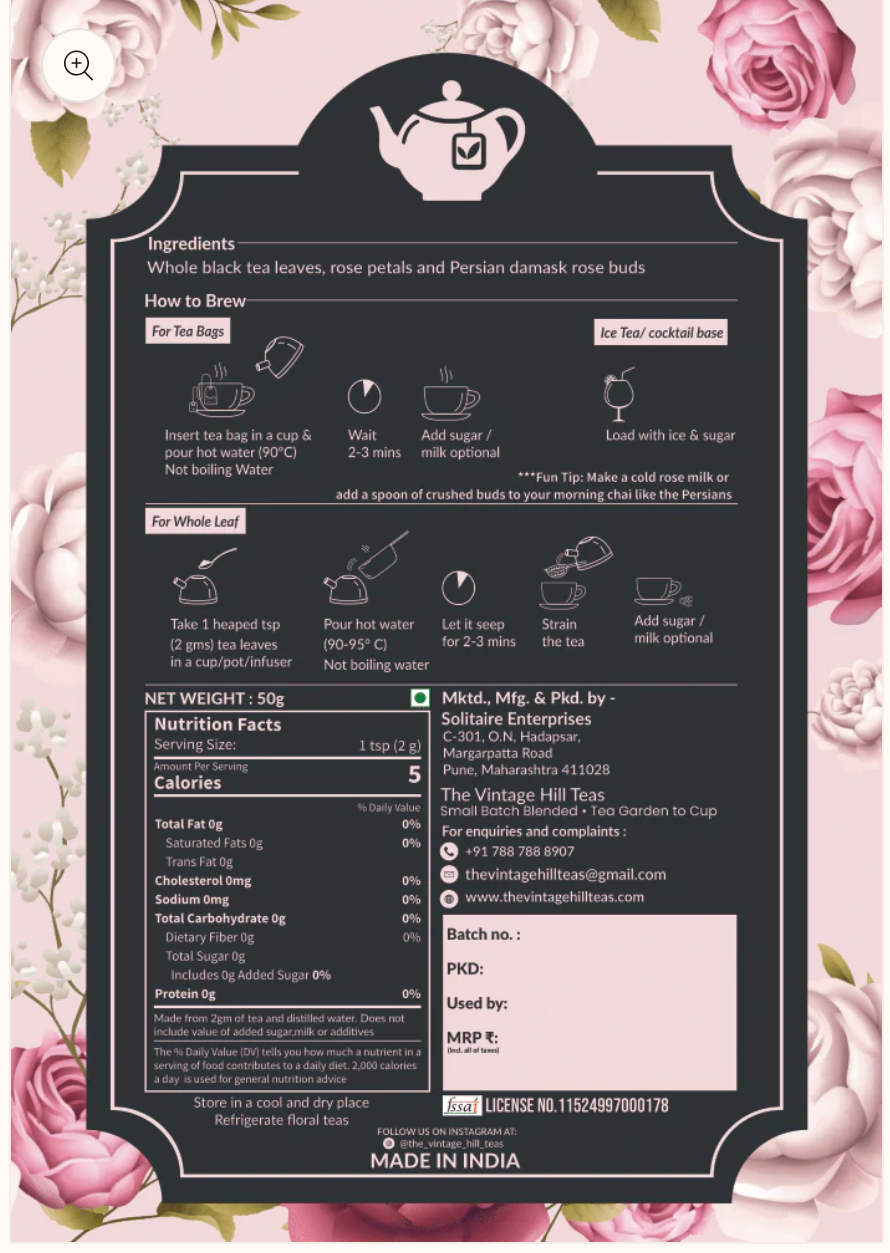 Ingredients
Whole black tea leaves, rose petals and Persian damask rose buds
How to Brew
For Tea Bags
Ice Tea/ cocktail base
Insert tea bag in a cup &
pour hot water (90°C)
Not boiling Water
Wait
2-3 mins
Add sugar /
milk optional
Load with ice & sugar
***Fun Tip: Make a cold rose milk or
add a spoon of crushed buds to your morning chai like the Persians
For Whole Leaf
Take 1 heaped tsp
(2 gms) tea leaves
in a cup/pot/infuser
Pour hot water
(90-95° C)
Not boiling water
Let it seep
for 2-3 mins
Strain
the tea
Add sugar /
milk optional
NET WEIGHT : 50g
Nutrition Facts
Serving Size: 1 tsp (2 g)
Amount Per Serving
Calories 5
% Daily Value
Total Fat 0g 0%
Saturated Fats 0g 0%
Trans Fat 0g
Cholesterol 0mg 0%
Sodium 0mg 0%
Total Carbohydrate 0g 0%
Dietary Fiber 0g 0%
Total Sugar 0g
Includes 0g Added Sugar 0%
Protein 0g 0%
Made from 2gm of tea and distilled water. Does not
include value of added sugar,milk or additives
The % Daily Value (DV) tells you how much a nutrient in a
serving of food contributes to a daily diet. 2,000 calories
a day is used for general nutrition advice
Store in a cool and dry place
Refrigerate floral teas
Mktd., Mfg. & Pkd. by -
Solitaire Enterprises
C-301, O.N, Hadapsar,
Margarpatta Road
Pune, Maharashtra 411028
The Vintage Hill Teas
Small Batch Blended • Tea Garden to Cup
For enquiries and complaints :
+91 788 788 8907
thevintagehillteas@gmail.com
www.thevintagehillteas.com
Batch no. :
PKD:
Used by:
MRP ₹:
(Incl. all of taxes)
fssai LICENSE NO.11524997000178
FOLLOW US ON INSTAGRAM AT:
@the_vintage_hill_teas
MADE IN INDIA